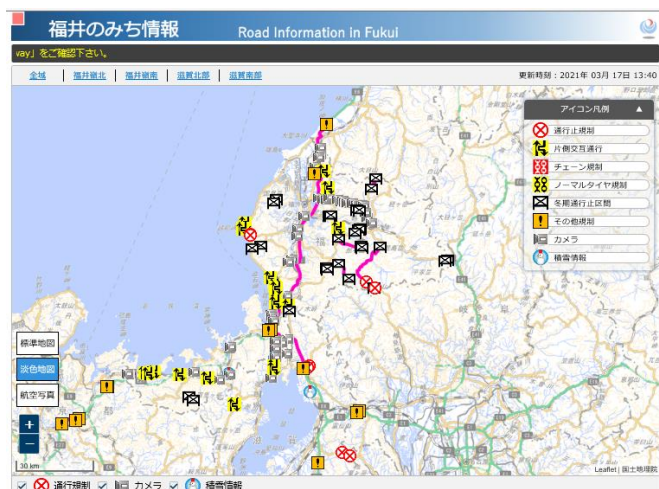 福井のみち情報 Road Information in Fukui
way」をご確認下さい。
全域 福井嶺北 福井嶺南 滋賀北部 滋賀南部 更新時刻：2021年 03月 17日 13:40
アイコン凡例 ▲
通行止規制
片側交互通行
チェーン規制
ノーマルタイヤ規制
冬期通行止区間
その他規制
カメラ
積雪情報
標準地図
淡色地図
航空写真
+
−
30 km
Leaflet | 国土地理院
通行規制 カメラ 積雪情報